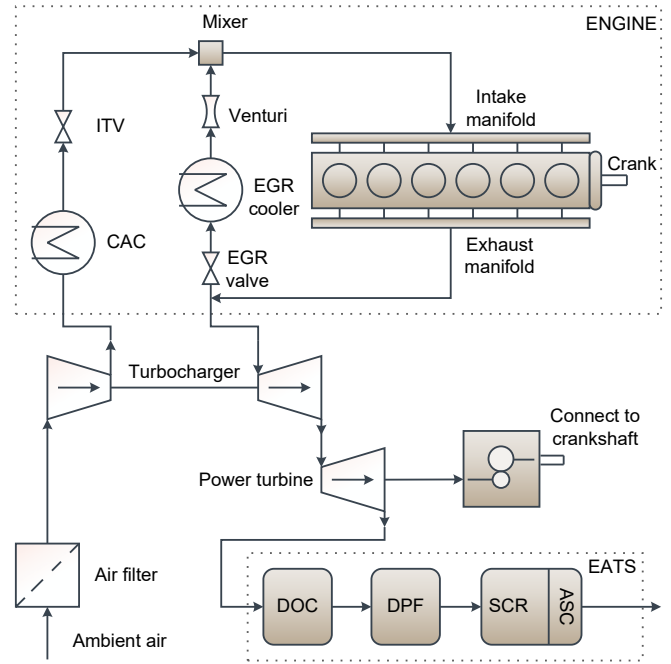 Mixer
ENGINE
ITV
Venturi
Intake
manifold
Crank
EGR
cooler
CAC
EGR
valve
Exhaust
manifold
Turbocharger
Connect to
crankshaft
Power turbine
Air filter
EATS
DOC
DPF
SCR
ASC
Ambient air